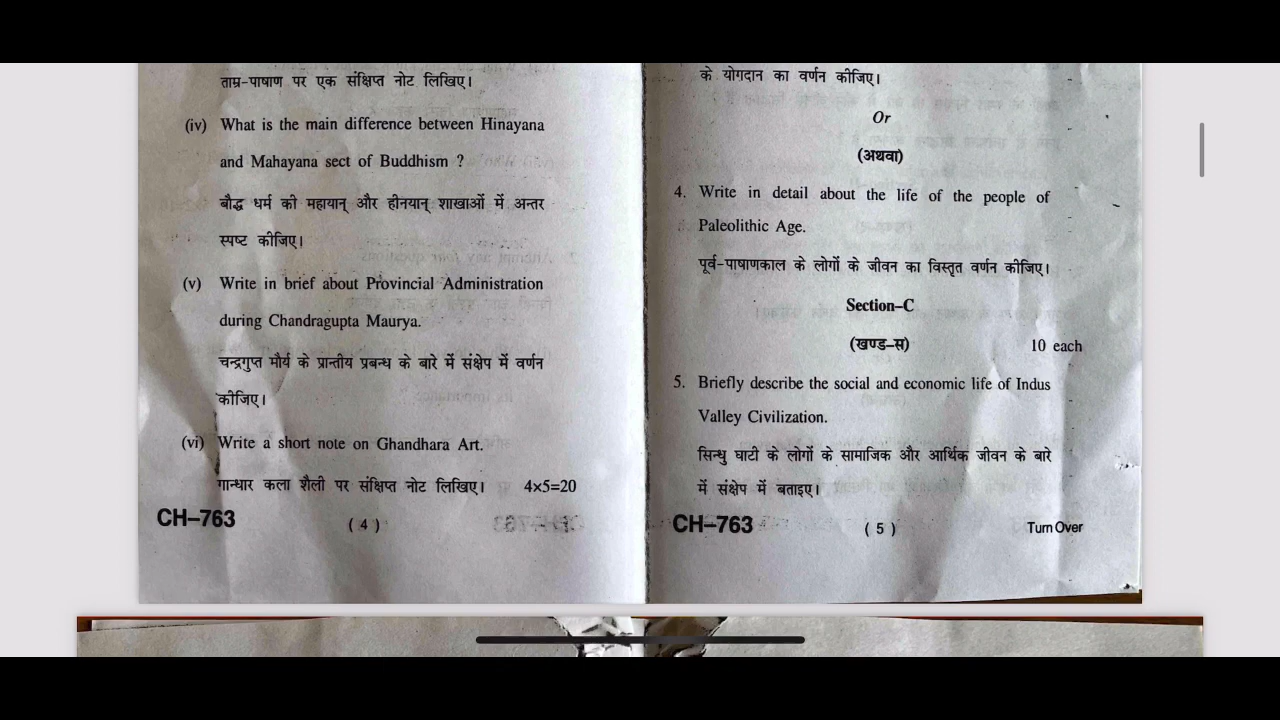 ताम्र-पाषाण पर एक संक्षिप्त नोट लिखिए।
(iv) What is the main difference between Hinayana
and Mahayana sect of Buddhism ?
बौद्ध धर्म की महायान् और हीनयान् शाखाओं में अन्तर
स्पष्ट कीजिए।
(v) Write in brief about Provincial Administration
during Chandragupta Maurya.
चन्द्रगुप्त मौर्य के प्रान्तीय प्रबन्ध के बारे में संक्षेप में वर्णन
कीजिए।
(vi) Write a short note on Ghandhara Art.
गान्धार कला शैली पर संक्षिप्त नोट लिखिए। 4×5=20
CH–763 ( 4 )
के योगदान का वर्णन कीजिए।
Or
(अथवा)
4. Write in detail about the life of the people of
Paleolithic Age.
पूर्व-पाषाणकाल के लोगों के जीवन का विस्तृत वर्णन कीजिए।
Section–C
(खण्ड–स) 10 each
5. Briefly describe the social and economic life of Indus
Valley Civilization.
सिन्धु घाटी के लोगों के सामाजिक और आर्थिक जीवन के बारे
में संक्षेप में बताइए।
CH–763 ( 5 ) Turn Over